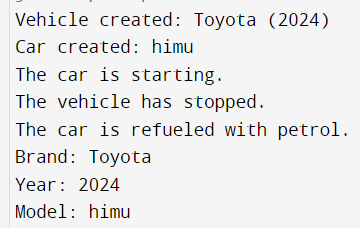 Vehicle created: Toyota (2024)
Car created: himu
The car is starting.
The vehicle has stopped.
The car is refueled with petrol.
Brand: Toyota
Year: 2024
Model: himu